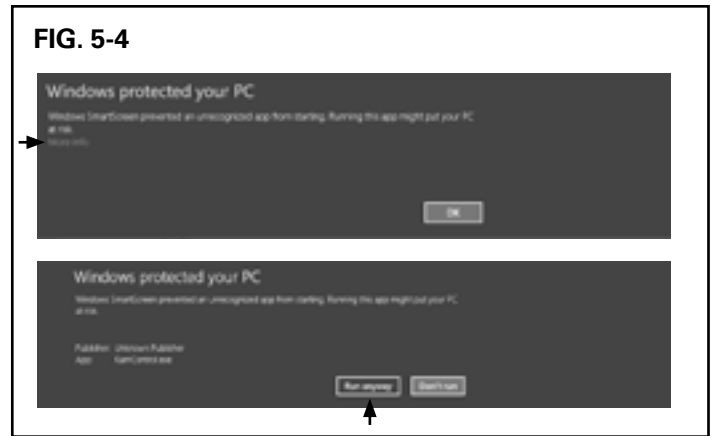 FIG. 5-4
Windows protected your PC
Windows SmartScreen prevented an unrecognized app from starting. Running this app might put your PC
at risk.
More info
OK
Windows protected your PC
Windows SmartScreen prevented an unrecognized app from starting. Running this app might put your PC
at risk.
Publisher: Unknown Publisher
App:
Run anyway Don't run